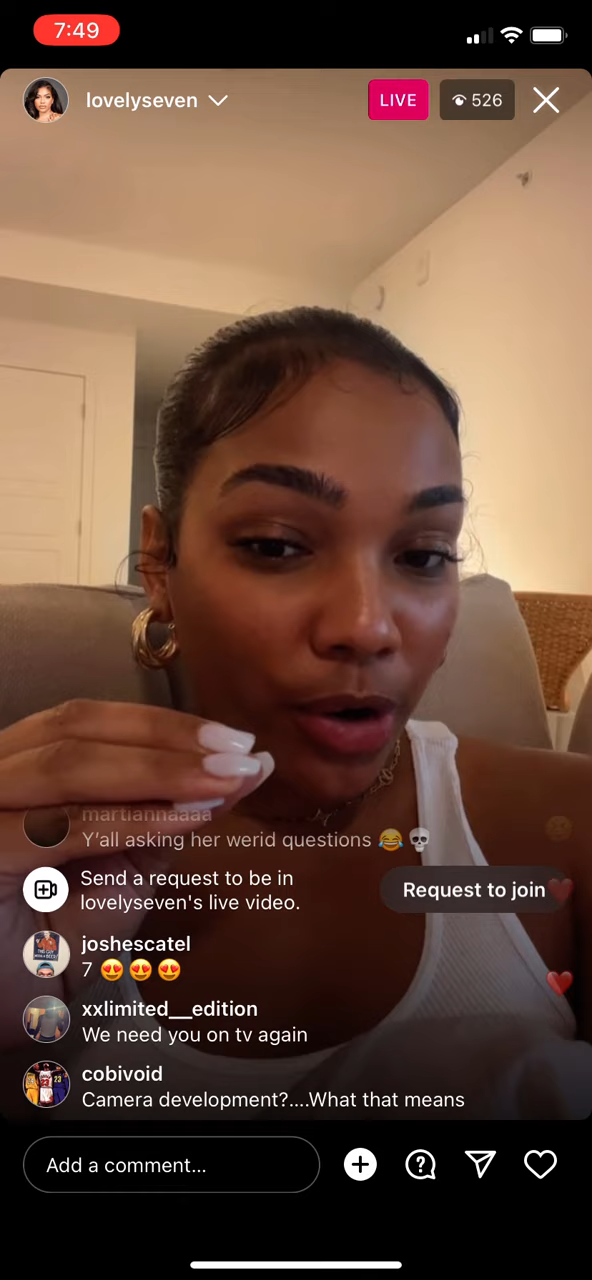 7:49
lovelyseven
LIVE
526
martiannaaaa
Y'all asking her werid questions 😂💀
Send a request to be in
lovelyseven's live video.
Request to join
joshescatel
7 😍😍😍
xxlimited__edition
We need you on tv again
cobivoid
Camera development?....What that means
Add a comment...